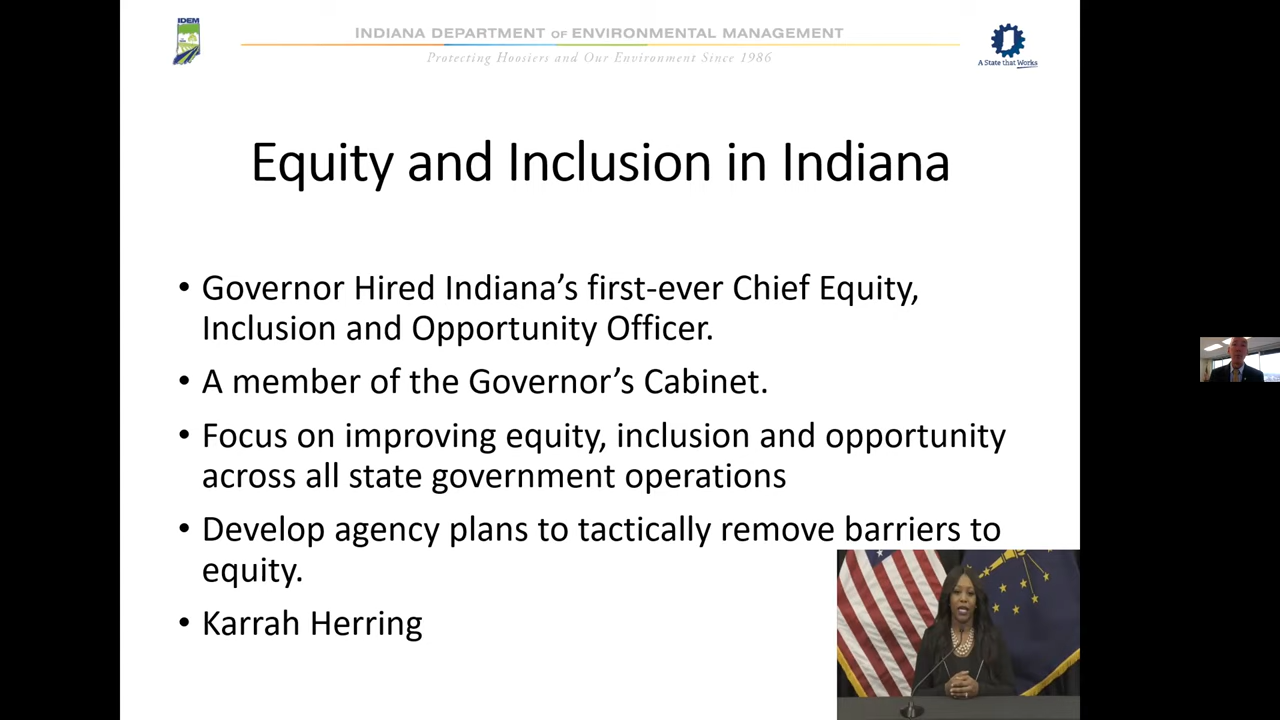 IDEM
INDIANA DEPARTMENT OF ENVIRONMENTAL MANAGEMENT
Protecting Hoosiers and Our Environment Since 1986
A State that Works
Equity and Inclusion in Indiana
• Governor Hired Indiana’s first-ever Chief Equity,
Inclusion and Opportunity Officer.
• A member of the Governor’s Cabinet.
• Focus on improving equity, inclusion and opportunity
across all state government operations
• Develop agency plans to tactically remove barriers to
equity.
• Karrah Herring